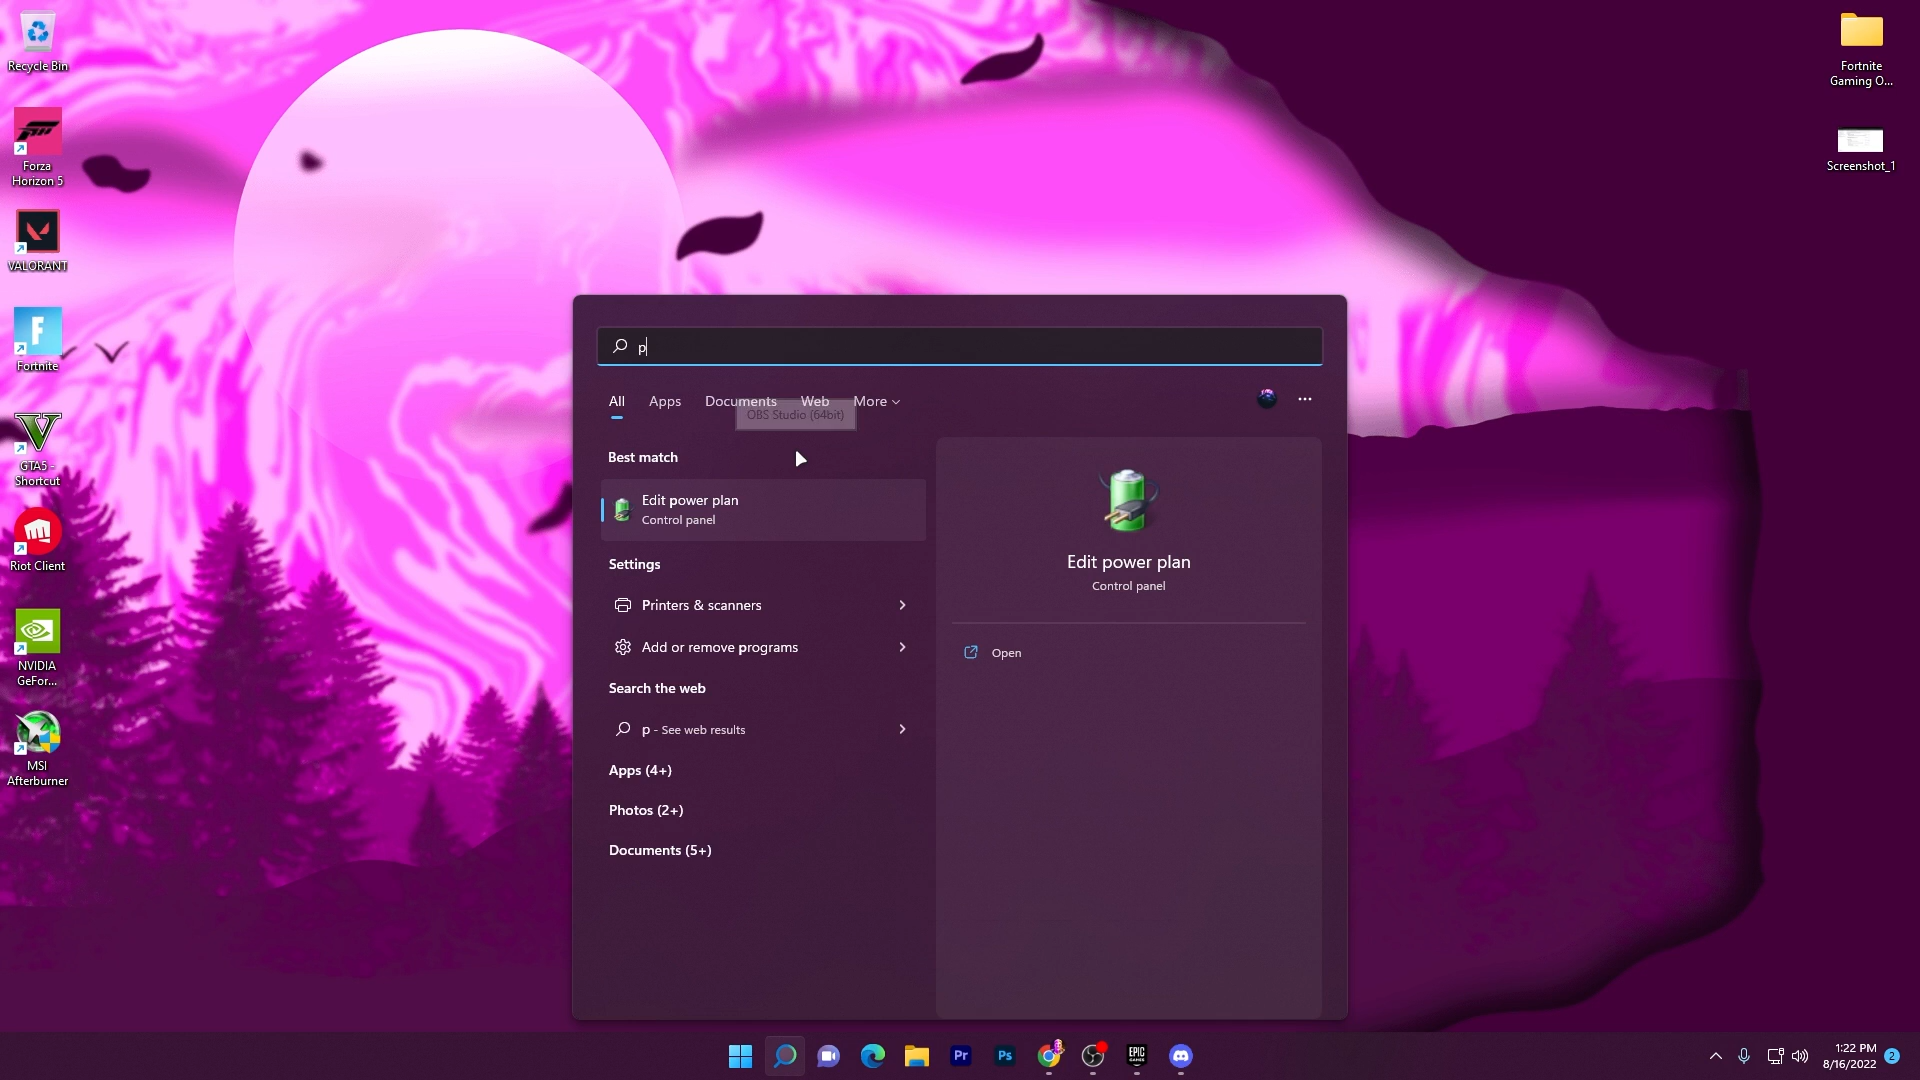 Recycle Bin
Forza
Horizon 5
VALORANT
Fortnite
GTA5 -
Shortcut
Riot Client
NVIDIA
GeFor...
MSI
Afterburner
Fortnite
Gaming O...
Screenshot_1
p
All Apps Documents Web More
OBS Studio (64bit)
Best match
Edit power plan
Control panel
Settings
Printers & scanners
Add or remove programs
Search the web
p - See web results
Apps (4+)
Photos (2+)
Documents (5+)
Edit power plan
Control panel
Open
Pr
Ps
EPIC
GAMES
1:22 PM
8/16/2022
2